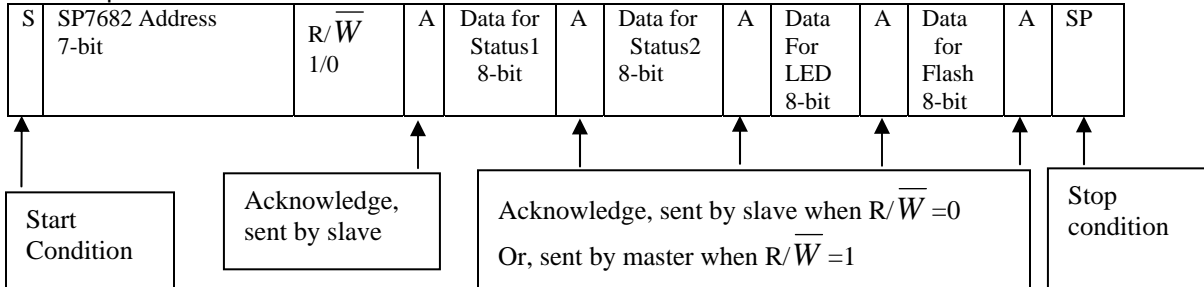 S
SP7682 Address
7-bit
R/W̅
1/0
A
Data for
Status1
8-bit
A
Data for
Status2
8-bit
A
Data
For
LED
8-bit
A
Data
for
Flash
8-bit
A
SP
Start
Condition
Acknowledge,
sent by slave
Acknowledge, sent by slave when R/W̅ =0
Or, sent by master when R/W̅ =1
Stop
condition